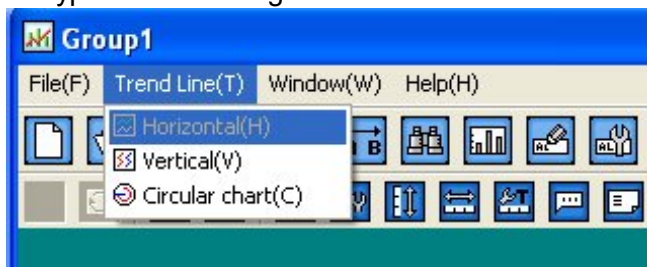 Group1
File(F) Trend Line(T) Window(W) Help(H)
Horizontal(H)
Vertical(V)
Circular chart(C)